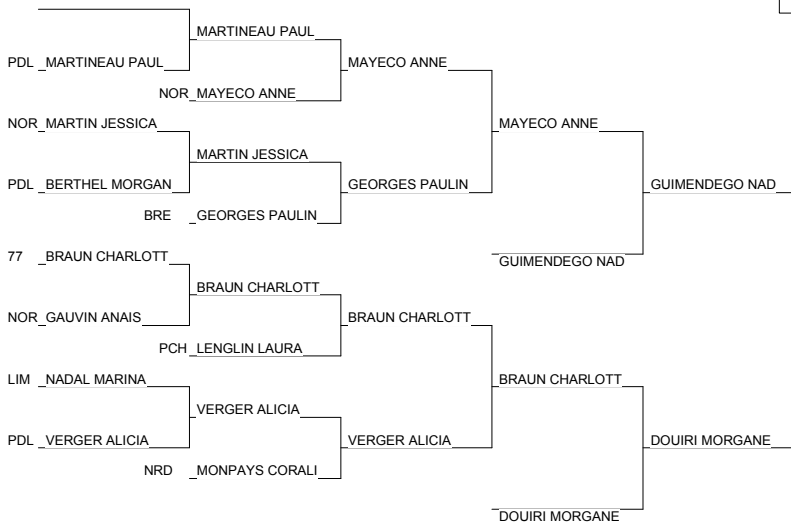 MARTINEAU PAUL
PDL MARTINEAU PAUL MAYECO ANNE
NOR MAYECO ANNE
NOR MARTIN JESSICA MAYECO ANNE
MARTIN JESSICA
PDL BERTHEL MORGAN GEORGES PAULIN GUIMENDEGO NAD
BRE GEORGES PAULIN
77 BRAUN CHARLOTT GUIMENDEGO NAD
BRAUN CHARLOTT
NOR GAUVIN ANAIS BRAUN CHARLOTT
PCH LENGLIN LAURA
LIM NADAL MARINA BRAUN CHARLOTT
VERGER ALICIA
PDL VERGER ALICIA VERGER ALICIA DOUIRI MORGANE
NRD MONPAYS CORALI
DOUIRI MORGANE